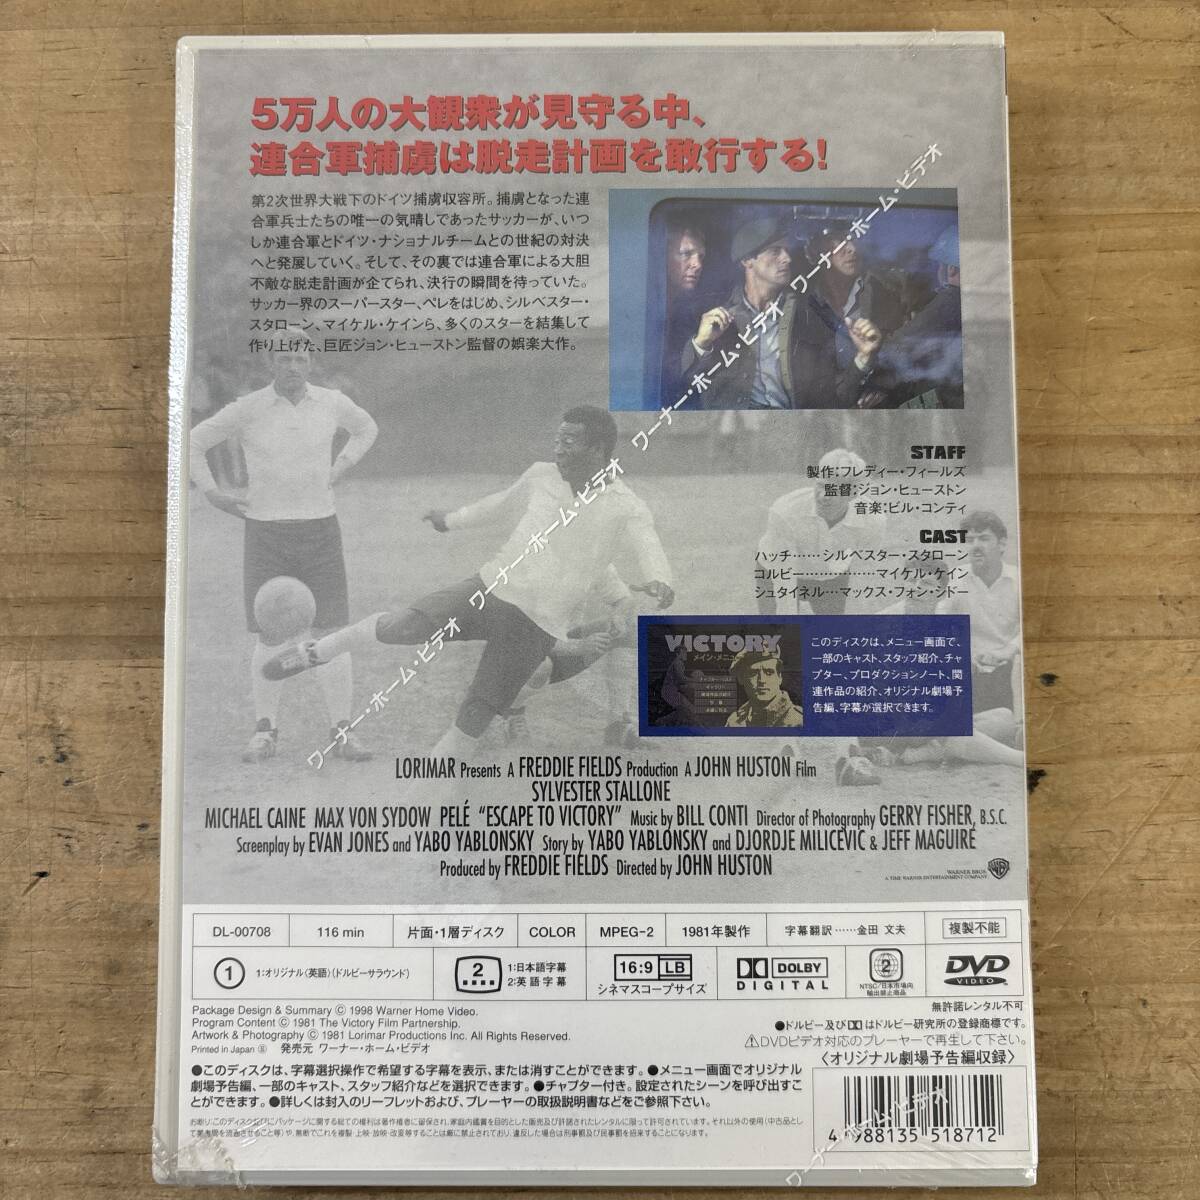 5万人の大観衆が見守る中、
連合軍捕虜は脱走計画を敢行する!
第2次世界大戦下のドイツ捕虜収容所。捕虜となった連
合軍兵士たちの唯一の気晴しであったサッカーが、いつ
しか連合軍とドイツ・ナショナルチームとの世紀の対決
へと発展していく。そして、その裏では連合軍による大胆
不敵な脱走計画が企てられ、決行の瞬間を待っていた。
サッカー界のスーパースター、ペレをはじめ、シルベスター・
スタローン、マイケル・ケインら、多くのスターを結集して
作り上げた、巨匠ジョン・ヒューストン監督の娯楽大作。
ワーナー・ホーム・ビデオ ワーナー・ホーム・ビデオ ワーナー・ホーム・ビデオ ワーナー・ホーム・ビデオ
STAFF
製作:フレディー・フィールズ
監督:ジョン・ヒューストン
音楽:ビル・コンティ
CAST
ハッチ……シルベスター・スタローン
コルビー……………マイケル・ケイン
シュタイネル…マックス・フォン・シドー
VICTORY
メイン・メニュー
このディスクは、メニュー画面で、
一部のキャスト、スタッフ紹介、チャ
プター、プロダクションノート、関
連作品の紹介、オリジナル劇場予
告編、字幕が選択できます。
LORIMAR Presents A FREDDIE FIELDS Production A JOHN HUSTON Film
SYLVESTER STALLONE
MICHAEL CAINE MAX VON SYDOW PELÉ "ESCAPE TO VICTORY" Music by BILL CONTI Director of Photography GERRY FISHER, B.S.C.
Screenplay by EVAN JONES and YABO YABLONSKY Story by YABO YABLONSKY and DJORDJE MILICEVIC & JEFF MAGUIRE
Produced by FREDDIE FIELDS Directed by JOHN HUSTON
WARNER BROS.
A TIME WARNER ENTERTAINMENT COMPANY
DL-00708 116 min 片面・1層ディスク COLOR MPEG-2 1981年製作 字幕翻訳……金田 文夫 複製不能
1 1:オリジナル(英語)(ドルビーサラウンド) 2 1:日本語字幕
2:英語字幕
16:9 LB
シネマスコープサイズ
DOLBY
DIGITAL
2
NTSC/日本市場向
輸出禁止商品
DVD
VIDEO
Package Design & Summary © 1998 Warner Home Video.
Program Content © 1981 The Victory Film Partnership.
Artwork & Photography © 1981 Lorimar Productions Inc. All Rights Reserved.
Printed in Japan Ⓢ 発売元 ワーナー・ホーム・ビデオ
無許諾レンタル不可
●ドルビー及びはドルビー研究所の登録商標です。
⚠DVDビデオ対応のプレーヤーで再生して下さい。
〈オリジナル劇場予告編収録〉
●このディスクは、字幕選択操作で希望する字幕を表示、または消すことができます。●メニュー画面でオリジナル
劇場予告編、一部のキャスト、スタッフ紹介などを選択できます。●チャプター付き。設定されたシーンを呼び出すこ
とができます。●詳しくは封入のリーフレットおよび、プレーヤーの取扱説明書などをご参照下さい。
ワーナー・ホーム・ビデオ
4 988135 518712